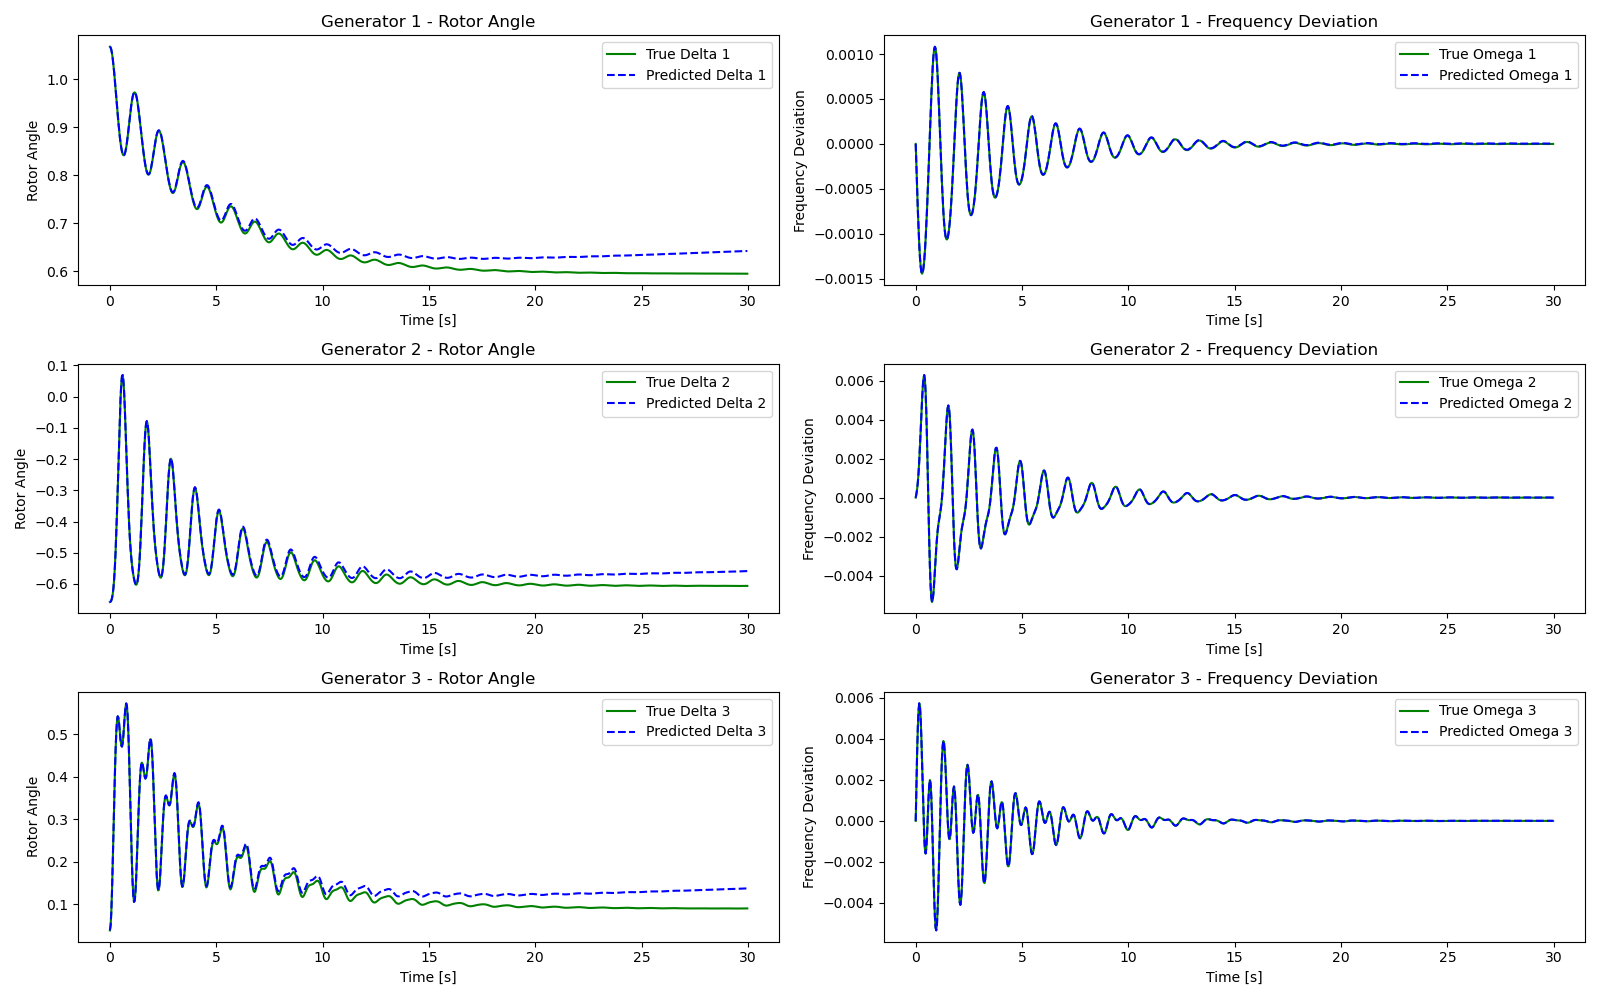 Generator 1 - Rotor Angle
Rotor Angle
1.0
0.9
0.8
0.7
0.6
True Delta 1
Predicted Delta 1
0 5 10 15 20 25 30
Time [s]
Generator 1 - Frequency Deviation
Frequency Deviation
0.0010
0.0005
0.0000
−0.0005
−0.0010
−0.0015
True Omega 1
Predicted Omega 1
0 5 10 15 20 25 30
Time [s]
Generator 2 - Rotor Angle
Rotor Angle
0.1
0.0
−0.1
−0.2
−0.3
−0.4
−0.5
−0.6
True Delta 2
Predicted Delta 2
0 5 10 15 20 25 30
Time [s]
Generator 2 - Frequency Deviation
Frequency Deviation
0.006
0.004
0.002
0.000
−0.002
−0.004
True Omega 2
Predicted Omega 2
0 5 10 15 20 25 30
Time [s]
Generator 3 - Rotor Angle
Rotor Angle
0.5
0.4
0.3
0.2
0.1
True Delta 3
Predicted Delta 3
0 5 10 15 20 25 30
Time [s]
Generator 3 - Frequency Deviation
Frequency Deviation
0.006
0.004
0.002
0.000
−0.002
−0.004
True Omega 3
Predicted Omega 3
0 5 10 15 20 25 30
Time [s]